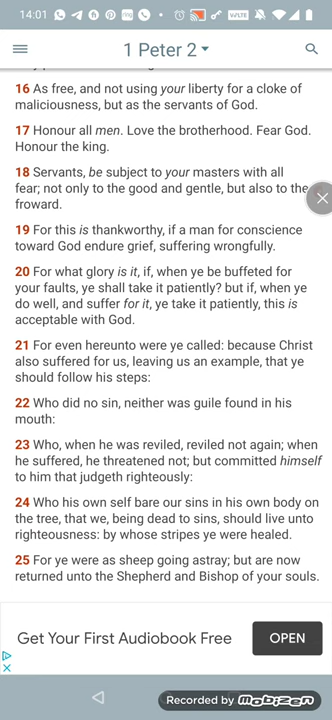 14:01
1 Peter 2
16 As free, and not using your liberty for a cloke of
maliciousness, but as the servants of God.
17 Honour all men. Love the brotherhood. Fear God.
Honour the king.
18 Servants, be subject to your masters with all
fear; not only to the good and gentle, but also to the
froward.
19 For this is thankworthy, if a man for conscience
toward God endure grief, suffering wrongfully.
20 For what glory is it, if, when ye be buffeted for
your faults, ye shall take it patiently? but if, when ye
do well, and suffer for it, ye take it patiently, this is
acceptable with God.
21 For even hereunto were ye called: because Christ
also suffered for us, leaving us an example, that ye
should follow his steps:
22 Who did no sin, neither was guile found in his
mouth:
23 Who, when he was reviled, reviled not again; when
he suffered, he threatened not; but committed himself
to him that judgeth righteously:
24 Who his own self bare our sins in his own body on
the tree, that we, being dead to sins, should live unto
righteousness: by whose stripes ye were healed.
25 For ye were as sheep going astray; but are now
returned unto the Shepherd and Bishop of your souls.
Get Your First Audiobook Free
OPEN
Recorded by Mobizen